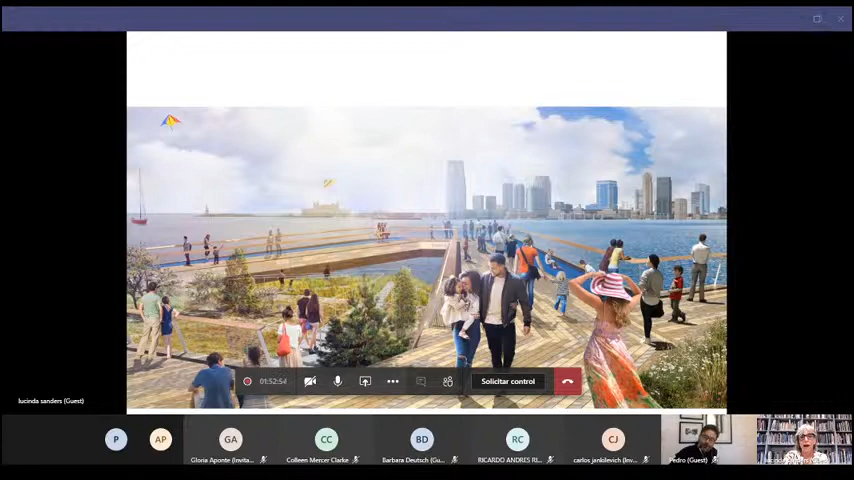 01:52:54
Solicitar control
lucinda sanders (Guest)
P
AP
GA
CC
BD
RC
CJ
Gloria Aponte (Invita...
Colleen Mercer Clarke
Barbara Deutsch (Gu...
RICARDO ANDRES RI...
carlos jankilevich (Inv...
Pedro (Guest)